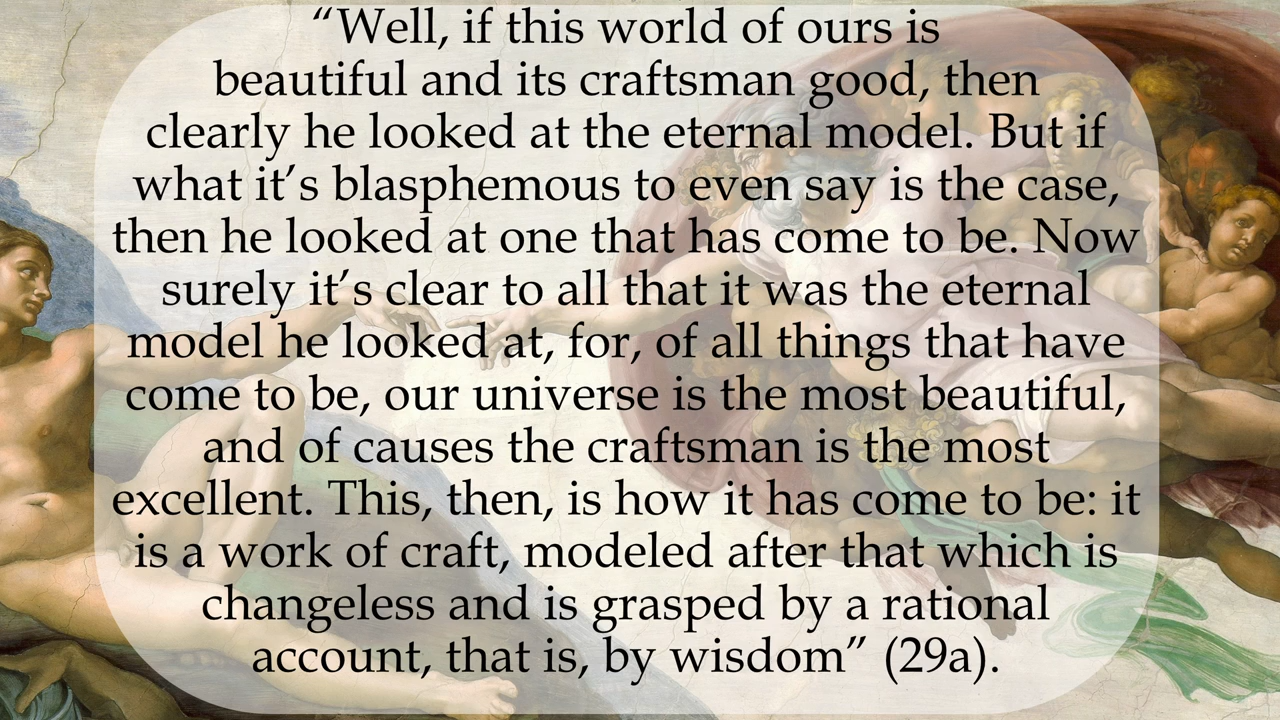 “Well, if this world of ours is
beautiful and its craftsman good, then
clearly he looked at the eternal model. But if
what it’s blasphemous to even say is the case,
then he looked at one that has come to be. Now
surely it’s clear to all that it was the eternal
model he looked at, for, of all things that have
come to be, our universe is the most beautiful,
and of causes the craftsman is the most
excellent. This, then, is how it has come to be: it
is a work of craft, modeled after that which is
changeless and is grasped by a rational
account, that is, by wisdom” (29a).